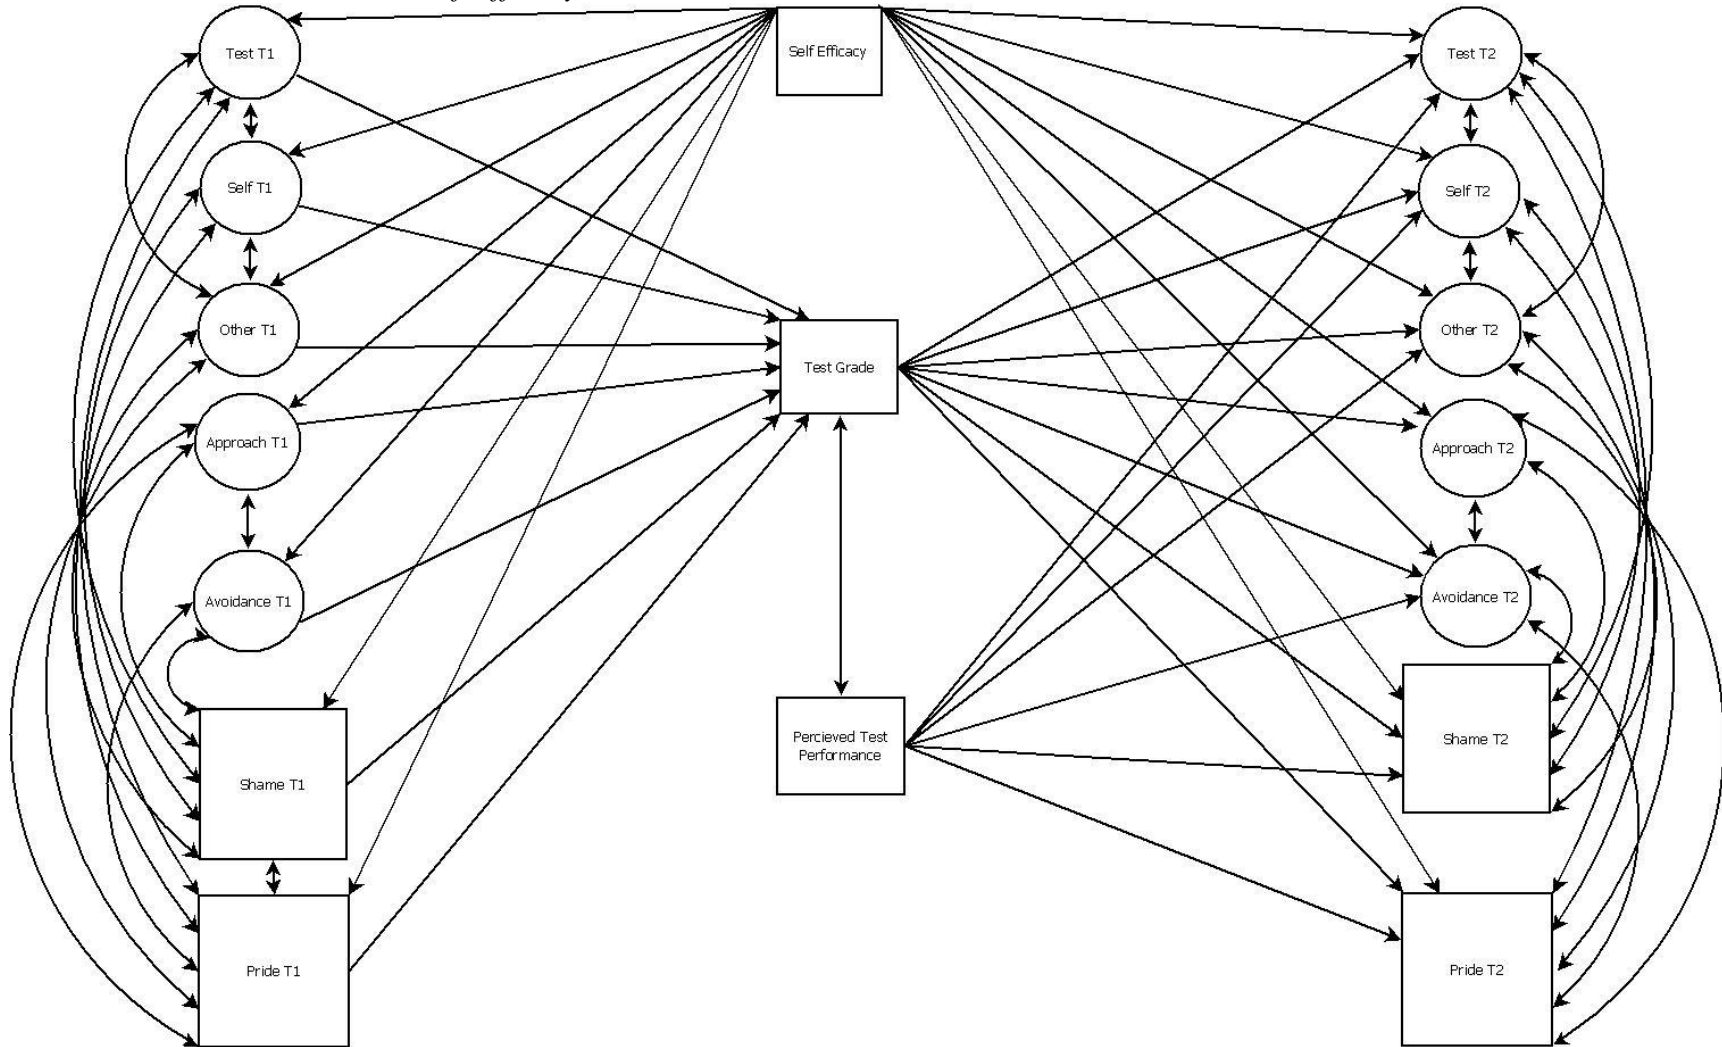 Test T1
Self Efficacy
Test T2
Self T1
Self T2
Other T1
Other T2
Test Grade
Approach T1
Approach T2
Avoidance T1
Avoidance T2
Percieved Test
Performance
Shame T1
Shame T2
Pride T1
Pride T2